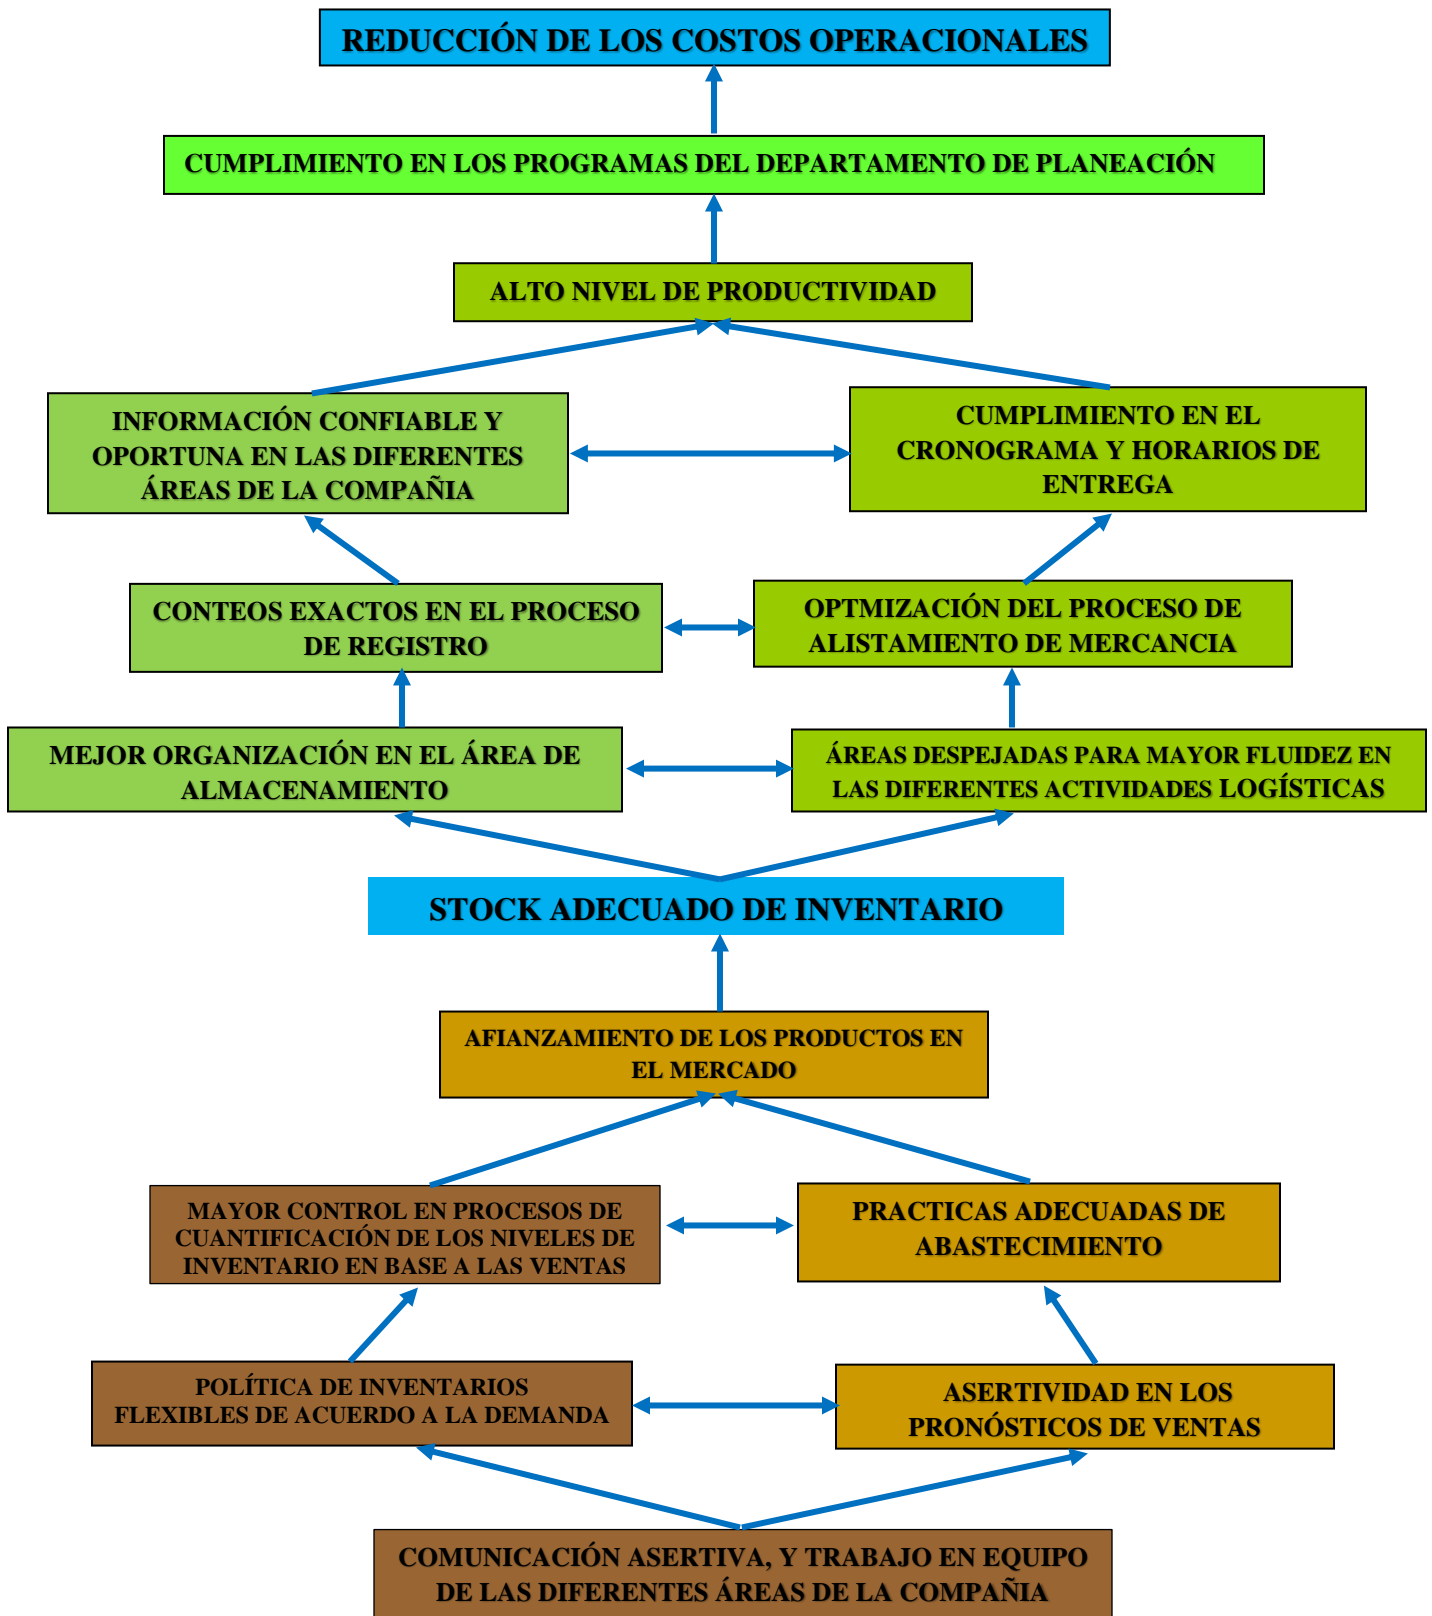 REDUCCIÓN DE LOS COSTOS OPERACIONALES
CUMPLIMIENTO EN LOS PROGRAMAS DEL DEPARTAMENTO DE PLANEACIÓN
ALTO NIVEL DE PRODUCTIVIDAD
INFORMACIÓN CONFIABLE Y
OPORTUNA EN LAS DIFERENTES
ÁREAS DE LA COMPAÑIA
CUMPLIMIENTO EN EL
CRONOGRAMA Y HORARIOS DE
ENTREGA
CONTEOS EXACTOS EN EL PROCESO
DE REGISTRO
OPTMIZACIÓN DEL PROCESO DE
ALISTAMIENTO DE MERCANCIA
MEJOR ORGANIZACIÓN EN EL ÁREA DE
ALMACENAMIENTO
ÁREAS DESPEJADAS PARA MAYOR FLUIDEZ EN
LAS DIFERENTES ACTIVIDADES LOGÍSTICAS
STOCK ADECUADO DE INVENTARIO
AFIANZAMIENTO DE LOS PRODUCTOS EN
EL MERCADO
MAYOR CONTROL EN PROCESOS DE
CUANTIFICACIÓN DE LOS NIVELES DE
INVENTARIO EN BASE A LAS VENTAS
PRACTICAS ADECUADAS DE
ABASTECIMIENTO
POLÍTICA DE INVENTARIOS
FLEXIBLES DE ACUERDO A LA DEMANDA
ASERTIVIDAD EN LOS
PRONÓSTICOS DE VENTAS
COMUNICACIÓN ASERTIVA, Y TRABAJO EN EQUIPO
DE LAS DIFERENTES ÁREAS DE LA COMPAÑIA